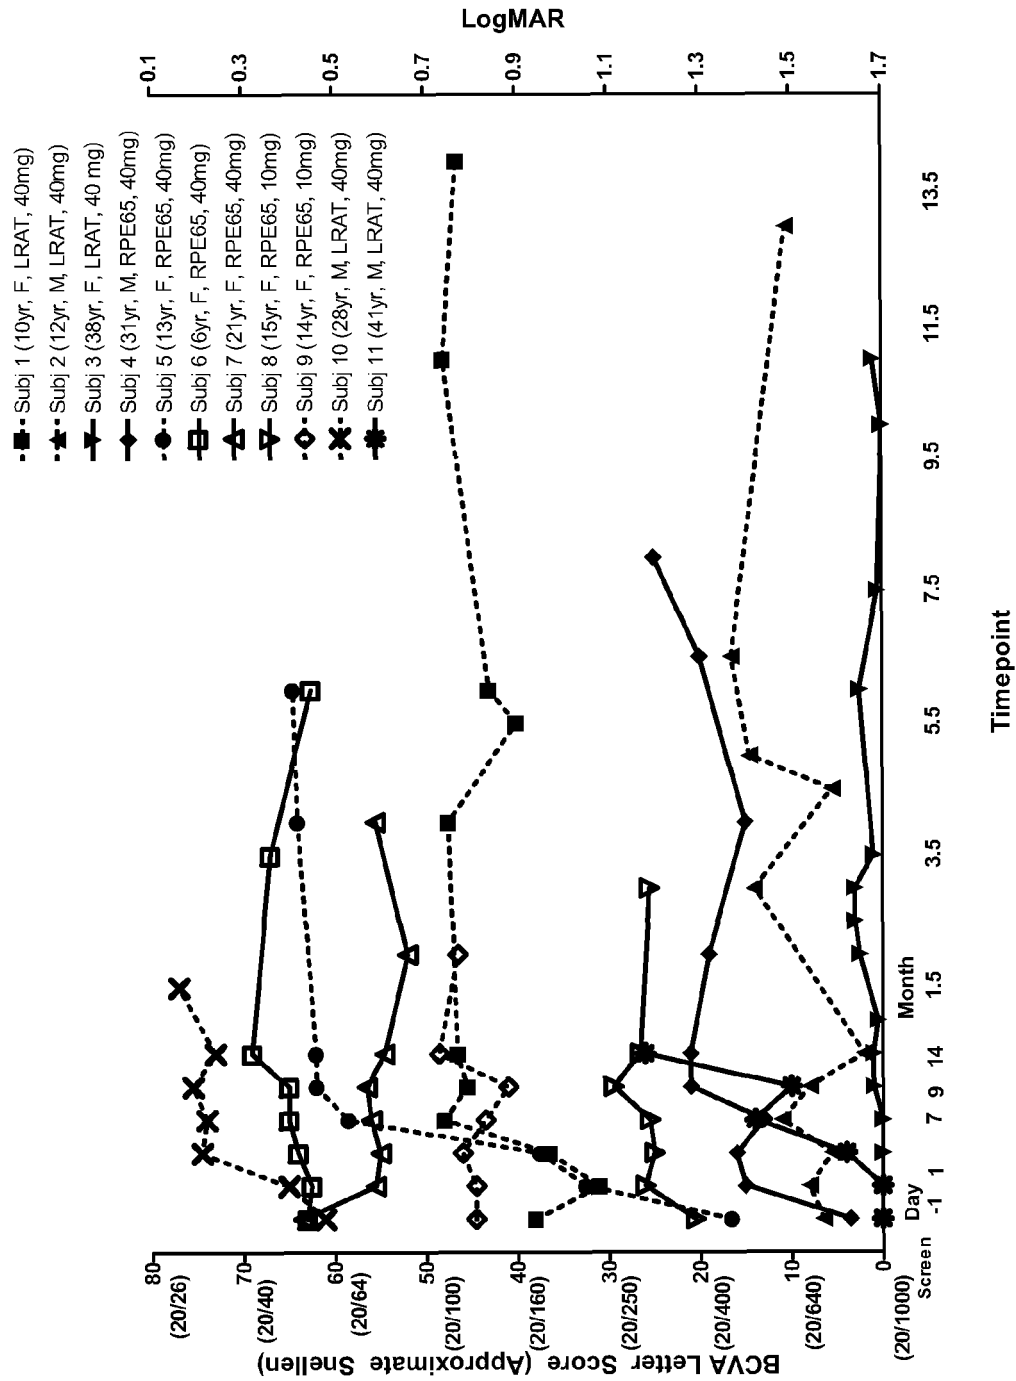 Subj 1 (10yr, F, LRAT, 40mg)
Subj 2 (12yr, M, LRAT, 40mg)
Subj 3 (38yr, F, LRAT, 40 mg)
Subj 4 (31yr, M, RPE65, 40mg)
Subj 5 (13yr, F, RPE65, 40mg)
Subj 6 (6yr, F, RPE65, 40mg)
Subj 7 (21yr, F, RPE65, 40mg)
Subj 8 (15yr, F, RPE65, 10mg)
Subj 9 (14yr, F, RPE65, 10mg)
Subj 10 (28yr, M, LRAT, 40mg)
Subj 11 (41yr, M, LRAT, 40mg)
BCVA Letter Score (Approximate Snellen)
80
(20/26)
70
(20/40)
60
(20/64)
50
(20/100)
40
(20/160)
30
(20/250)
20
(20/400)
10
(20/640)
0
(20/1000)
LogMAR
0.1
0.3
0.5
0.7
0.9
1.1
1.3
1.5
1.7
Screen
Day
Month
-1 1 7 9 14 1.5 3.5 5.5 7.5 9.5 11.5 13.5
Timepoint